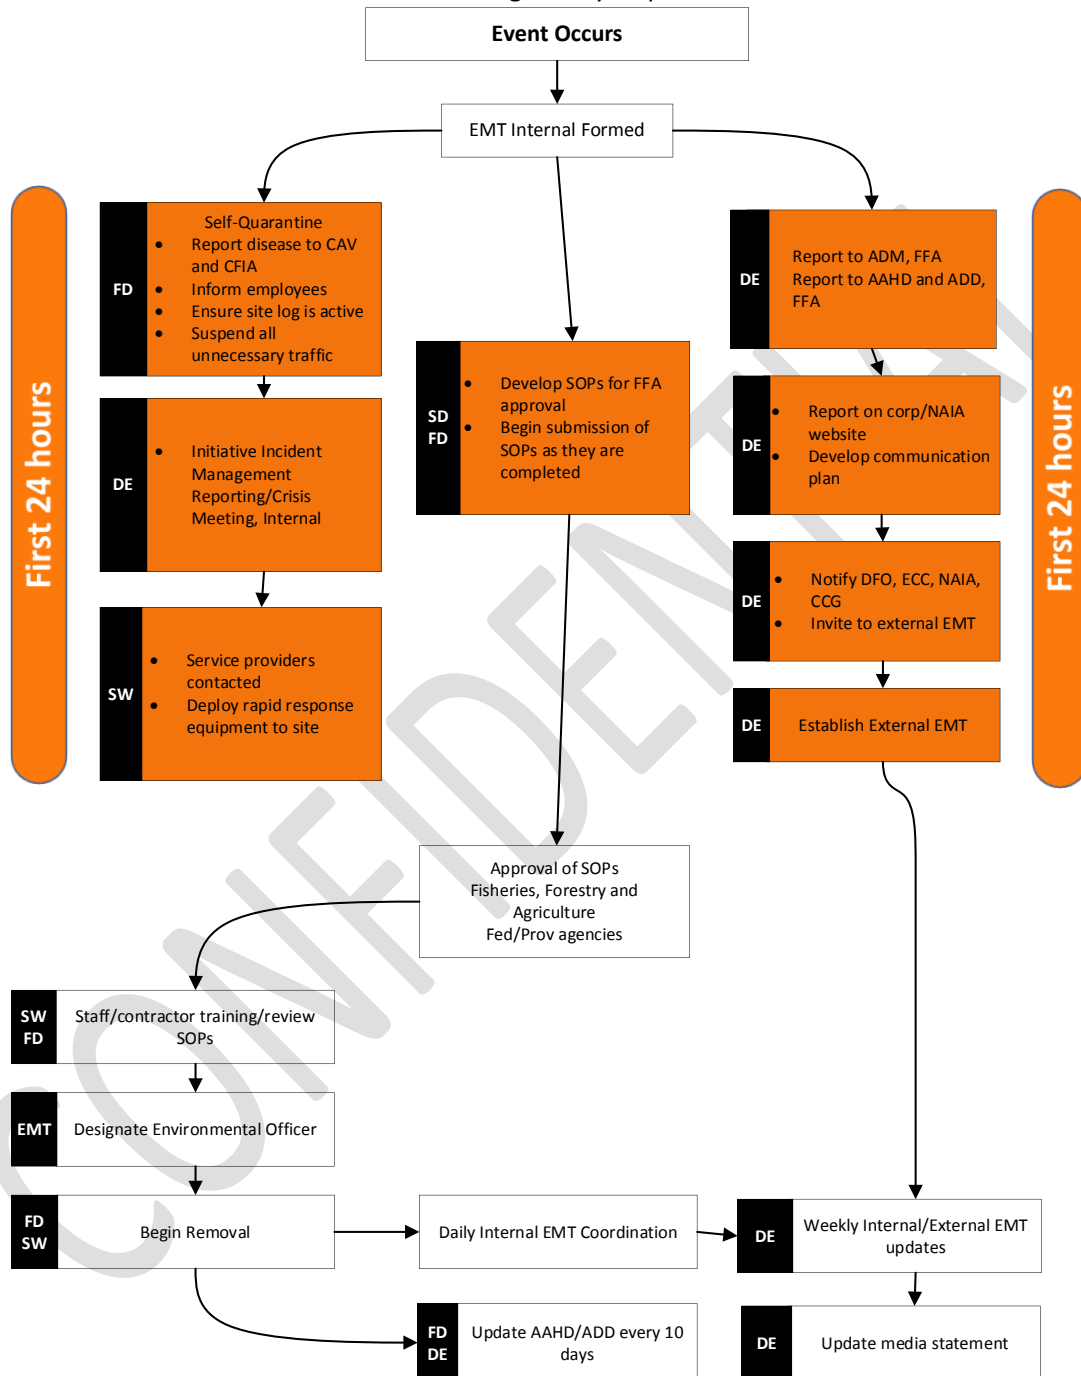 Event Occurs
EMT Internal Formed
First 24 hours
FD
Self-Quarantine
• Report disease to CAV
and CFIA
• Inform employees
• Ensure site log is active
• Suspend all
unnecessary traffic
DE
• Initiative Incident
Management
Reporting/Crisis
Meeting, Internal
SW
• Service providers
contacted
• Deploy rapid response
equipment to site
SD
FD
• Develop SOPs for FFA
approval
• Begin submission of
SOPs as they are
completed
DE
Report to ADM, FFA
Report to AAHD and ADD,
FFA
DE
• Report on corp/NAIA
website
• Develop communication
plan
DE
• Notify DFO, ECC, NAIA,
CCG
• Invite to external EMT
DE
Establish External EMT
First 24 hours
Approval of SOPs
Fisheries, Forestry and
Agriculture
Fed/Prov agencies
SW
FD
Staff/contractor training/review
SOPs
EMT
Designate Environmental Officer
FD
SW
Begin Removal
Daily Internal EMT Coordination
DE
Weekly Internal/External EMT
updates
FD
DE
Update AAHD/ADD every 10
days
DE
Update media statement
CONFIDENTIAL